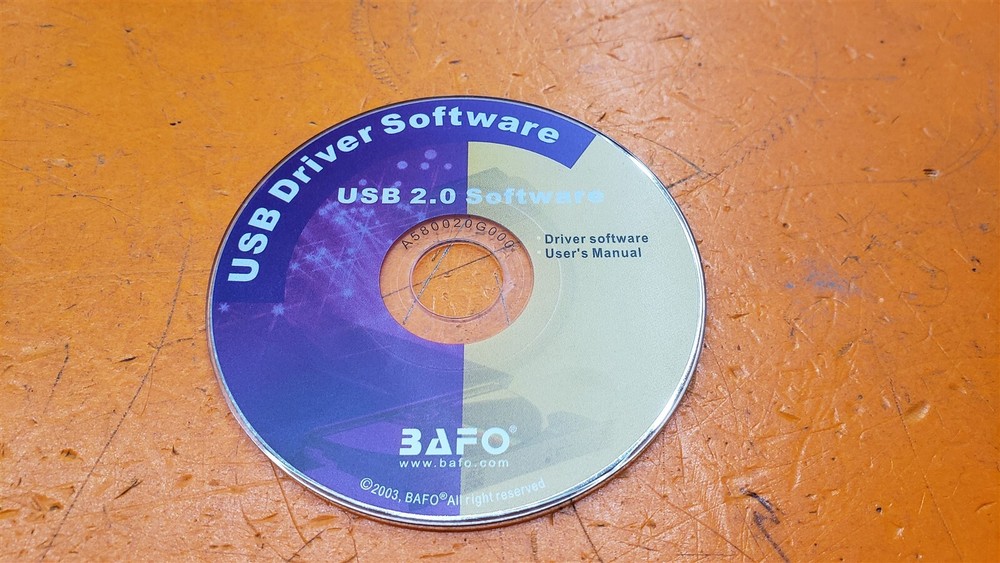 USB Driver Software
USB 2.0 Software
A580020G000
Driver software
User's Manual
BAFO®
www.bafo.com
©2003, BAFO®All right reserved